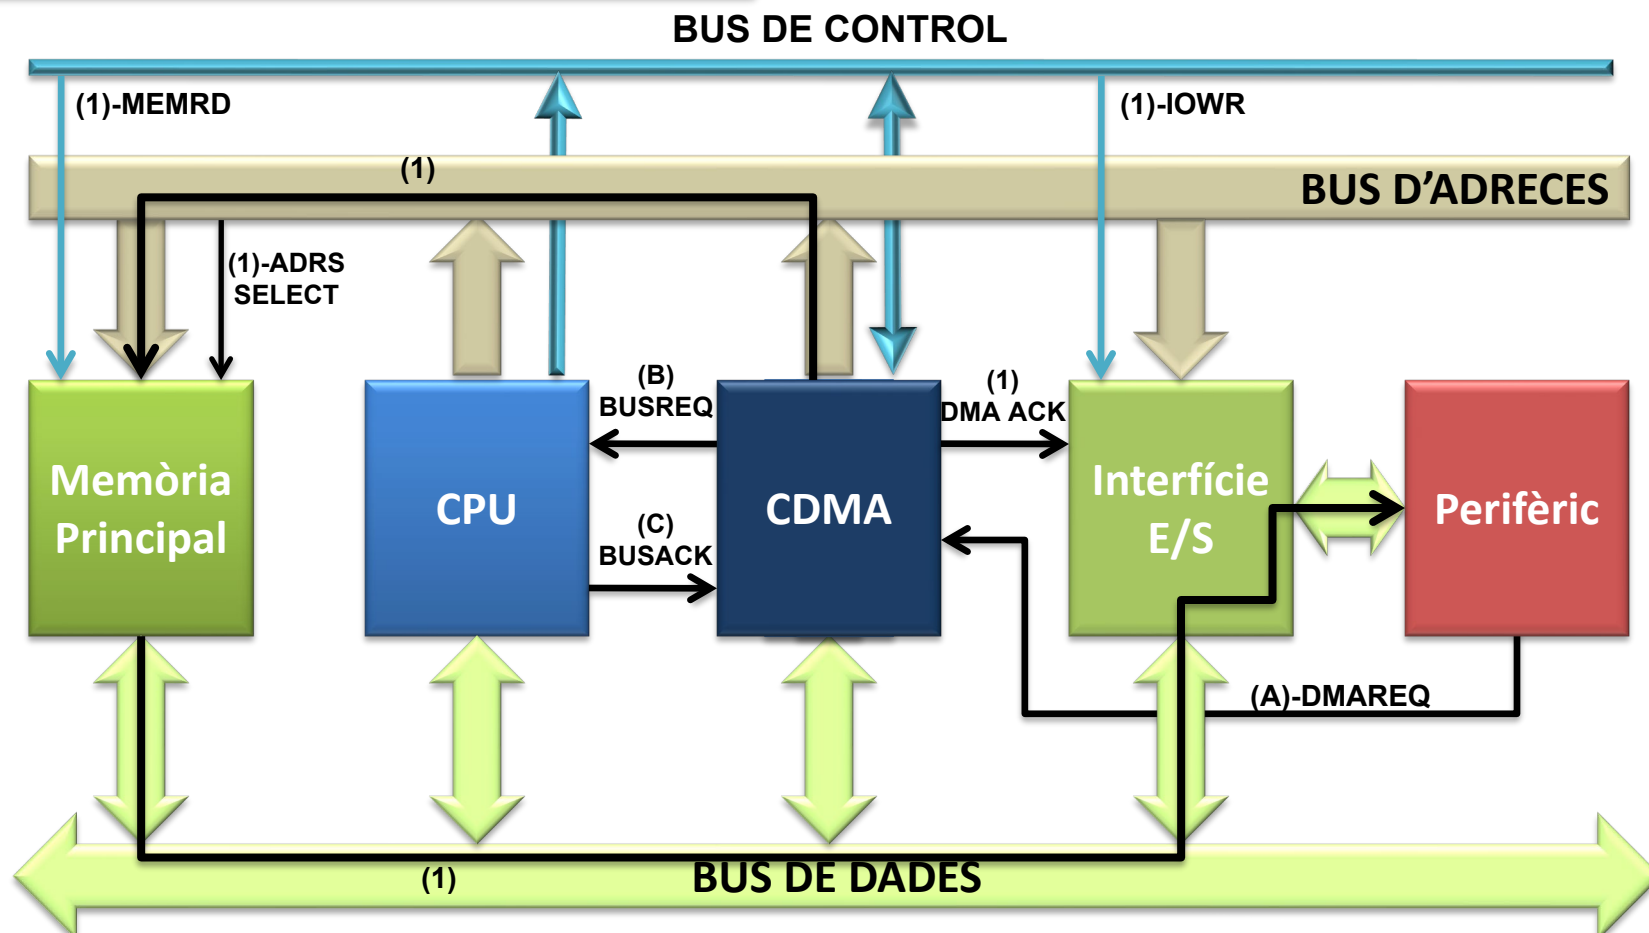 BUS DE CONTROL
(1)-MEMRD
(1)-IOWR
(1)
BUS D’ADRECES
(1)-ADRS
SELECT
(B)
BUSREQ
(1)
DMA ACK
Memòria
Principal
CPU
(C)
BUSACK
CDMA
Interfície
E/S
Perifèric
(A)-DMAREQ
(1)
BUS DE DADES